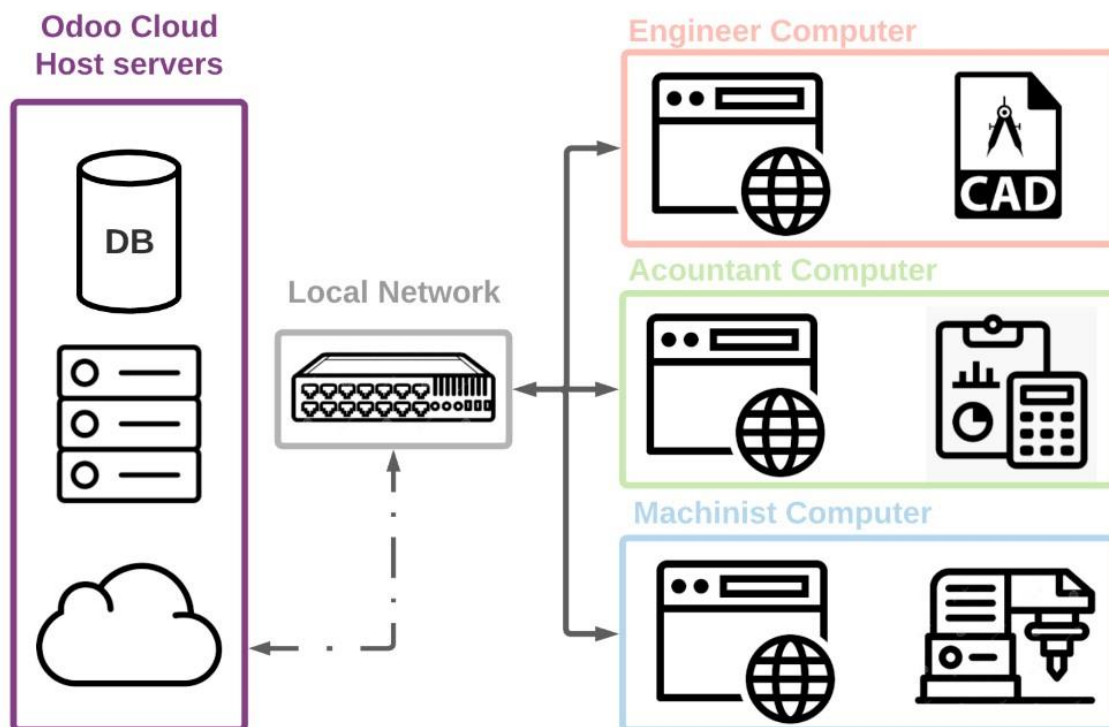 Odoo Cloud
Host servers
DB
Local Network
Engineer Computer
CAD
Acountant Computer
Machinist Computer